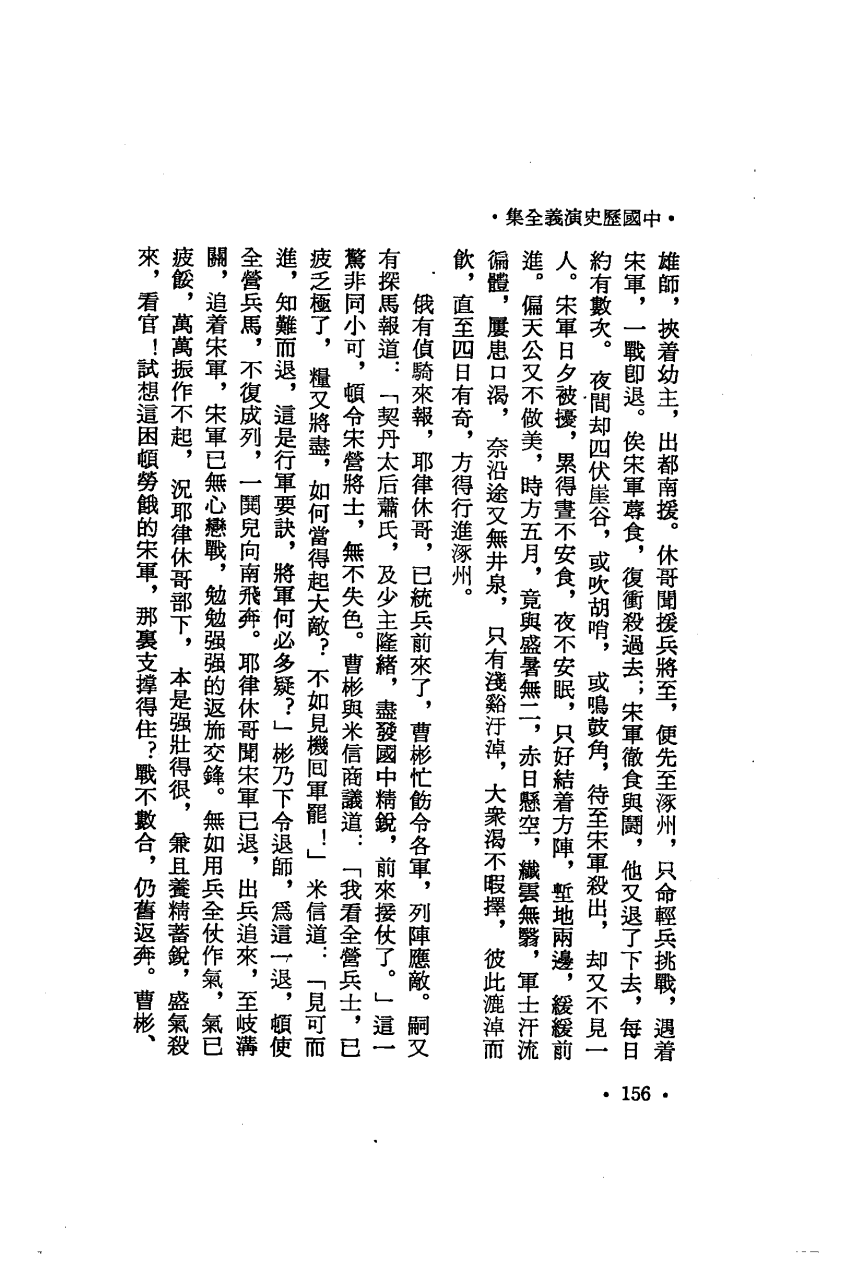 •中國歷史演義全集•
雄師，挾着幼主，出都南援。休哥聞援兵將至，便先至涿州，只命輕兵挑戰，遇着
宋軍，一戰卽退。俟宋軍蓐食，復衝殺過去；宋軍徹食與鬪，他又退了下去，每日
約有數次。夜間却四伏崖谷，或吹胡哨，或鳴鼓角，待至宋軍殺出，却又不見一
人。宋軍日夕被擾，累得晝不安食，夜不安眠，只好結着方陣，塹地兩邊，緩緩前
進。偏天公又不做美，時方五月，竟與盛暑無二，赤日懸空，纖雲無翳，軍士汗流
徧體，屢患口渴，奈沿途又無井泉，只有淺谿汙淖，大衆渴不暇擇，彼此漉淖而
飮，直至四日有奇，方得行進涿州。
俄有偵騎來報，耶律休哥，已統兵前來了，曹彬忙飭令各軍，列陣應敵。嗣又
有探馬報道：「契丹太后蕭氏，及少主隆緒，盡發國中精銳，前來接仗了。」這一
驚非同小可，頓令宋營將士，無不失色。曹彬與米信商議道：「我看全營兵士，已
疲乏極了，糧又將盡，如何當得起大敵？不如見機囘軍罷！」米信道：「見可而
進，知難而退，這是行軍要訣，將軍何必多疑？」彬乃下令退師，爲這一退，頓使
全營兵馬，不復成列，一鬨兒向南飛奔。耶律休哥聞宋軍已退，出兵追來，至岐溝
關，追着宋軍，宋軍已無心戀戰，勉勉强强的返旆交鋒。無如用兵全仗作氣，氣已
疲餒，萬萬振作不起，況耶律休哥部下，本是强壯得很，兼且養精蓄銳，盛氣殺
來，看官！試想這困頓勞餓的宋軍，那裏支撐得住？戰不數合，仍舊返奔。曹彬、
•156•